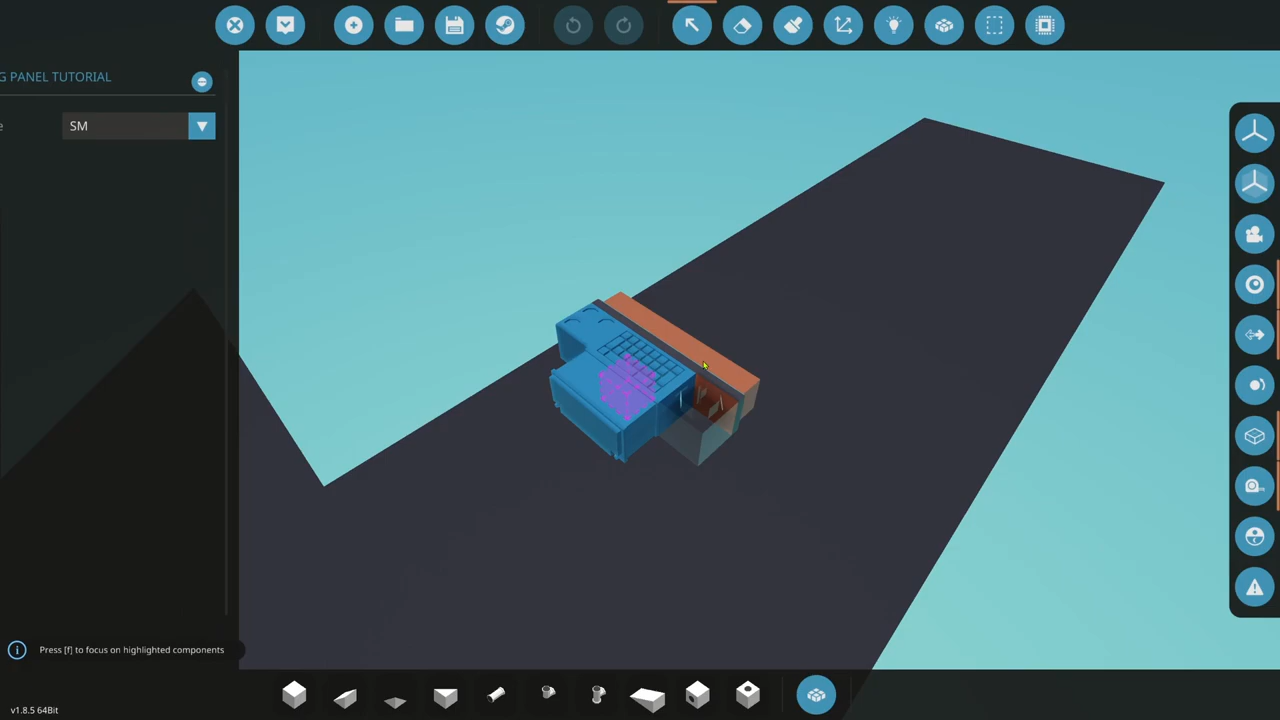 G PANEL TUTORIAL
e
SM
Press [f] to focus on highlighted components
v1.8.5 64Bit